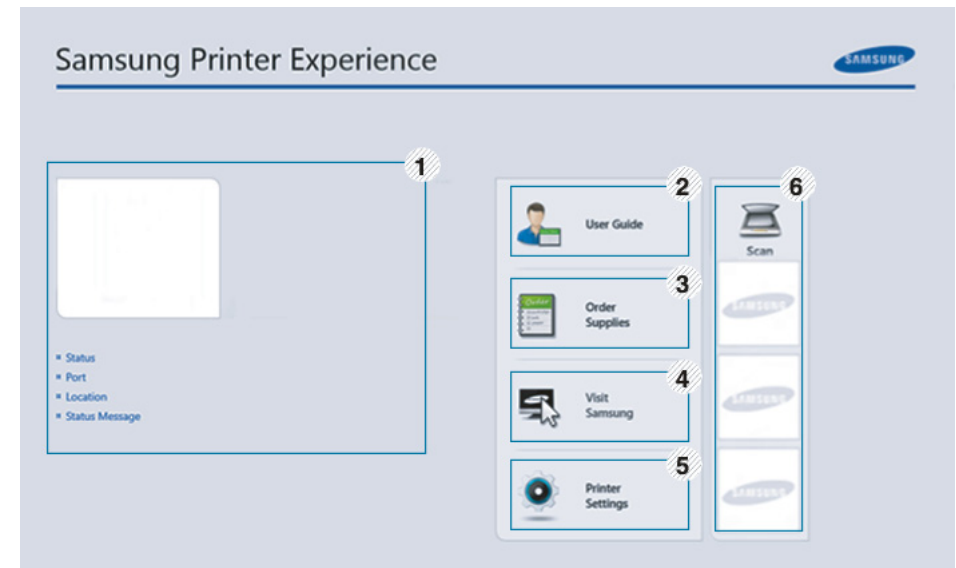 Samsung Printer Experience
SAMSUNG
1
Status
Port
Location
Status Message
2
User Guide
3
Order
Order
Supplies
4
Visit
Samsung
5
Printer
Settings
6
Scan
SAMSUNG
SAMSUNG
SAMSUNG